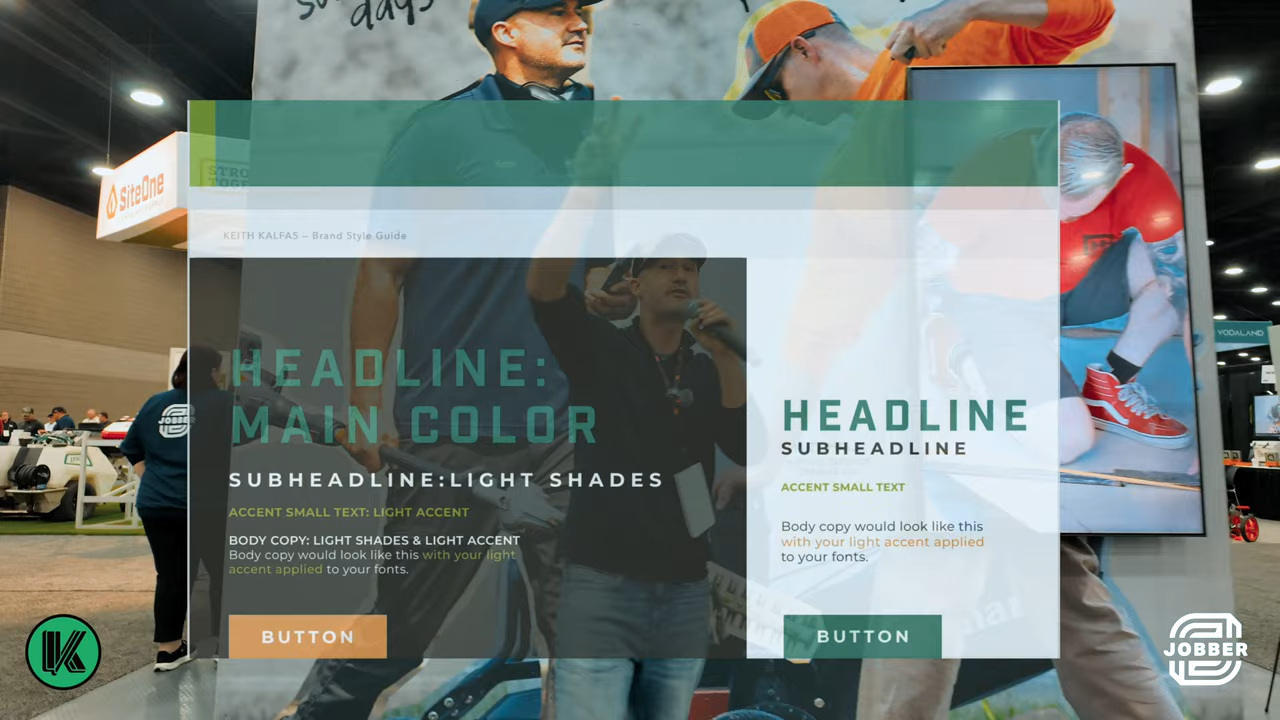 days
SiteOne
KEITH KALFAS – Brand Style Guide
VODALAND
HEADLINE:
MAIN COLOR
HEADLINE
SUBHEADLINE
SUBHEADLINE:LIGHT SHADES
ACCENT SMALL TEXT
ACCENT SMALL TEXT: LIGHT ACCENT
BODY COPY: LIGHT SHADES & LIGHT ACCENT
Body copy would look like this with your light
accent applied to your fonts.
Body copy would look like this
with your light accent applied
to your fonts.
BUTTON
BUTTON
JOBBER
K
JOBBER